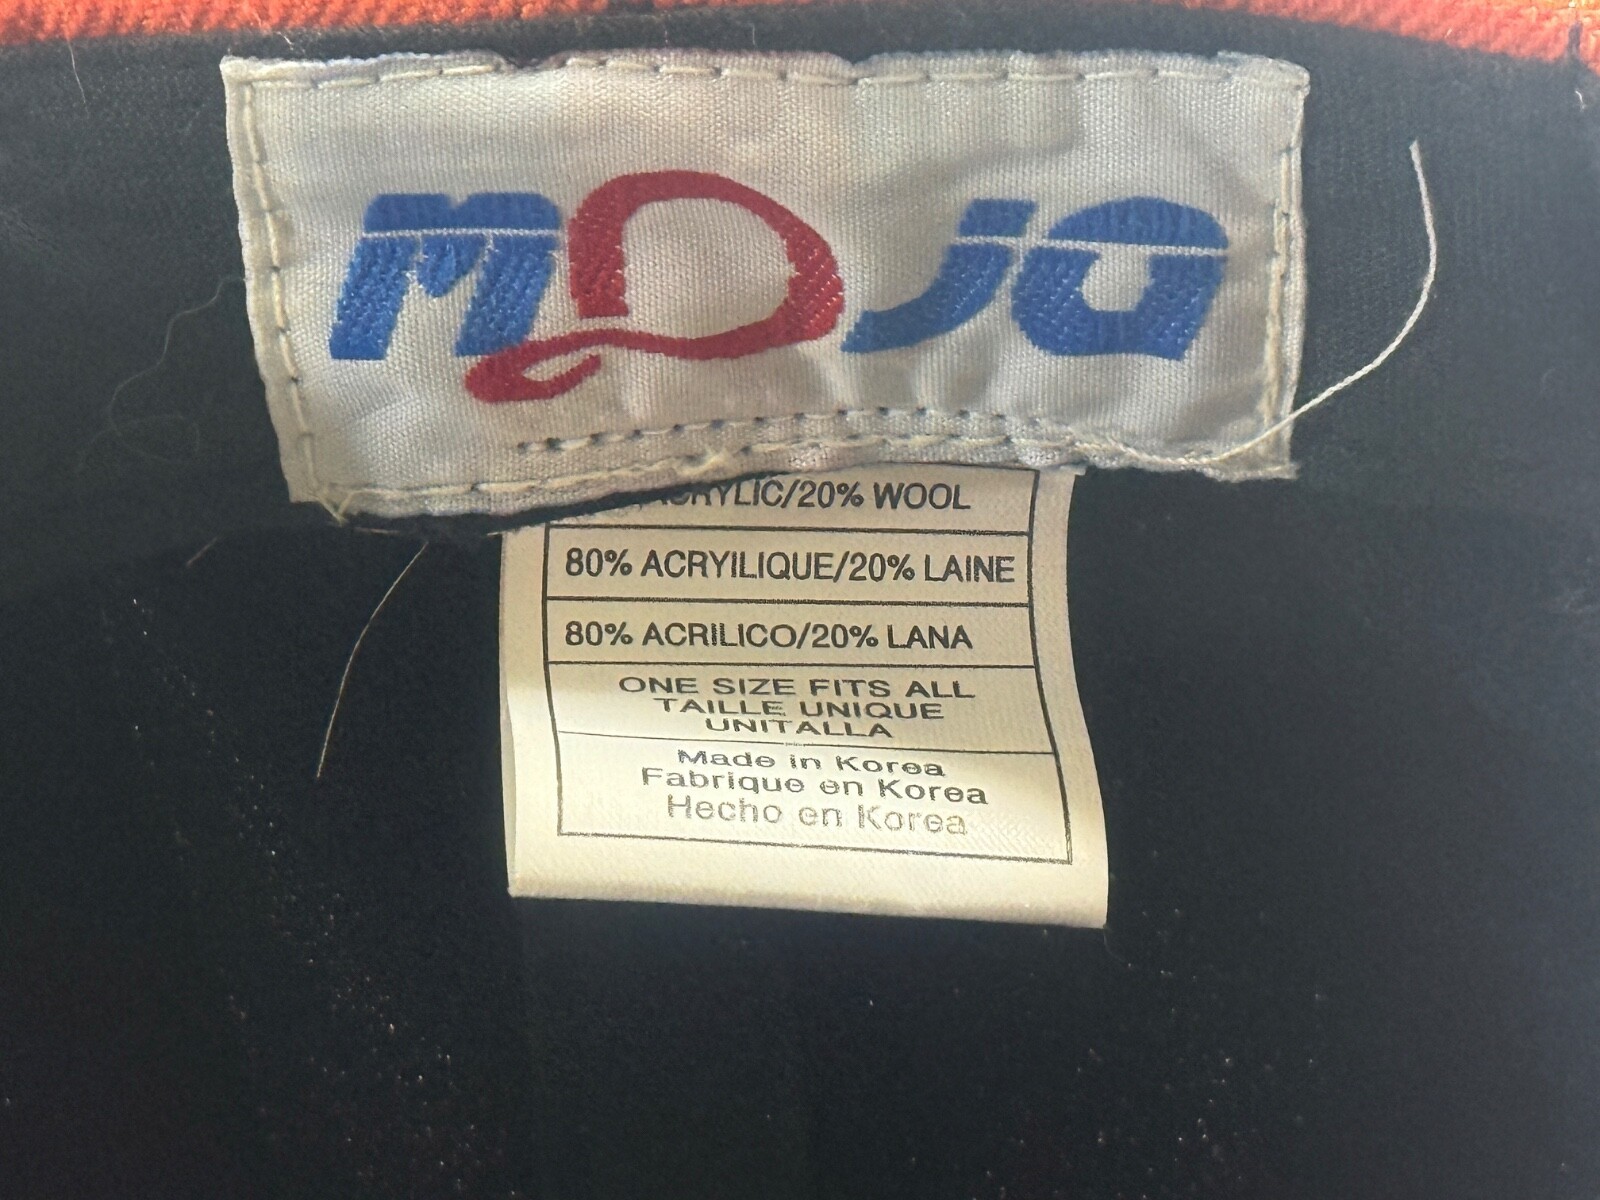 MOJO
ACRYLIC/20% WOOL
80% ACRYILIQUE/20% LAINE
80% ACRILICO/20% LANA
ONE SIZE FITS ALL
TAILLE UNIQUE
UNITALLA
Made in Korea
Fabrique en Korea
Hecho en Korea